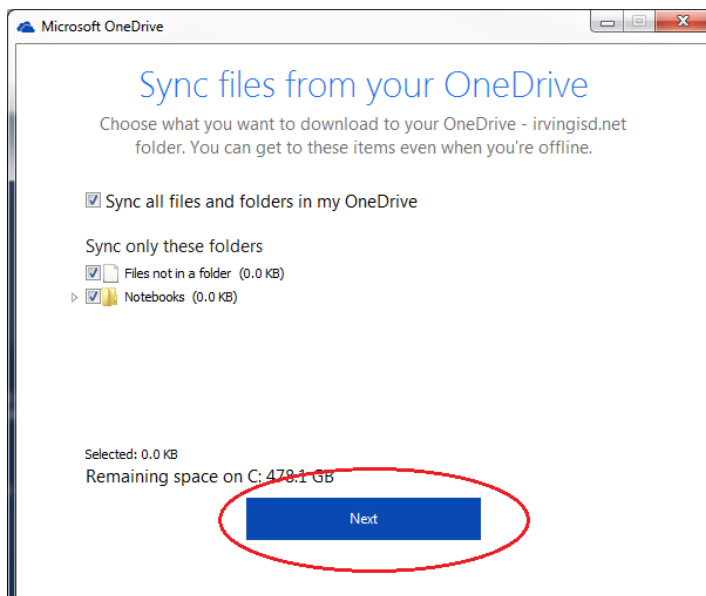 Microsoft OneDrive
Sync files from your OneDrive
Choose what you want to download to your OneDrive - irvingisd.net
folder. You can get to these items even when you're offline.
Sync all files and folders in my OneDrive
Sync only these folders
Files not in a folder (0.0 KB)
Notebooks (0.0 KB)
Selected: 0.0 KB
Remaining space on C: 478.1 GB
Next